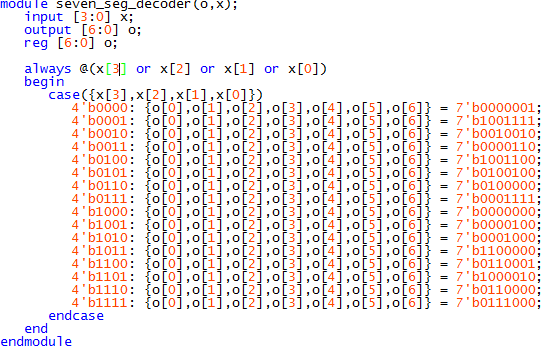 module seven_seg_decoder(o,x);
   input [3:0] x;
   output [6:0] o;
   reg [6:0] o;

   always @(x[3] or x[2] or x[1] or x[0])
   begin
      case({x[3],x[2],x[1],x[0]})
         4'b0000: {o[0],o[1],o[2],o[3],o[4],o[5],o[6]} = 7'b0000001;
         4'b0001: {o[0],o[1],o[2],o[3],o[4],o[5],o[6]} = 7'b1001111;
         4'b0010: {o[0],o[1],o[2],o[3],o[4],o[5],o[6]} = 7'b0010010;
         4'b0011: {o[0],o[1],o[2],o[3],o[4],o[5],o[6]} = 7'b0000110;
         4'b0100: {o[0],o[1],o[2],o[3],o[4],o[5],o[6]} = 7'b1001100;
         4'b0101: {o[0],o[1],o[2],o[3],o[4],o[5],o[6]} = 7'b0100100;
         4'b0110: {o[0],o[1],o[2],o[3],o[4],o[5],o[6]} = 7'b0100000;
         4'b0111: {o[0],o[1],o[2],o[3],o[4],o[5],o[6]} = 7'b0001111;
         4'b1000: {o[0],o[1],o[2],o[3],o[4],o[5],o[6]} = 7'b0000000;
         4'b1001: {o[0],o[1],o[2],o[3],o[4],o[5],o[6]} = 7'b0000100;
         4'b1010: {o[0],o[1],o[2],o[3],o[4],o[5],o[6]} = 7'b0001000;
         4'b1011: {o[0],o[1],o[2],o[3],o[4],o[5],o[6]} = 7'b1100000;
         4'b1100: {o[0],o[1],o[2],o[3],o[4],o[5],o[6]} = 7'b0110001;
         4'b1101: {o[0],o[1],o[2],o[3],o[4],o[5],o[6]} = 7'b1000010;
         4'b1110: {o[0],o[1],o[2],o[3],o[4],o[5],o[6]} = 7'b0110000;
         4'b1111: {o[0],o[1],o[2],o[3],o[4],o[5],o[6]} = 7'b0111000;
      endcase
   end
endmodule